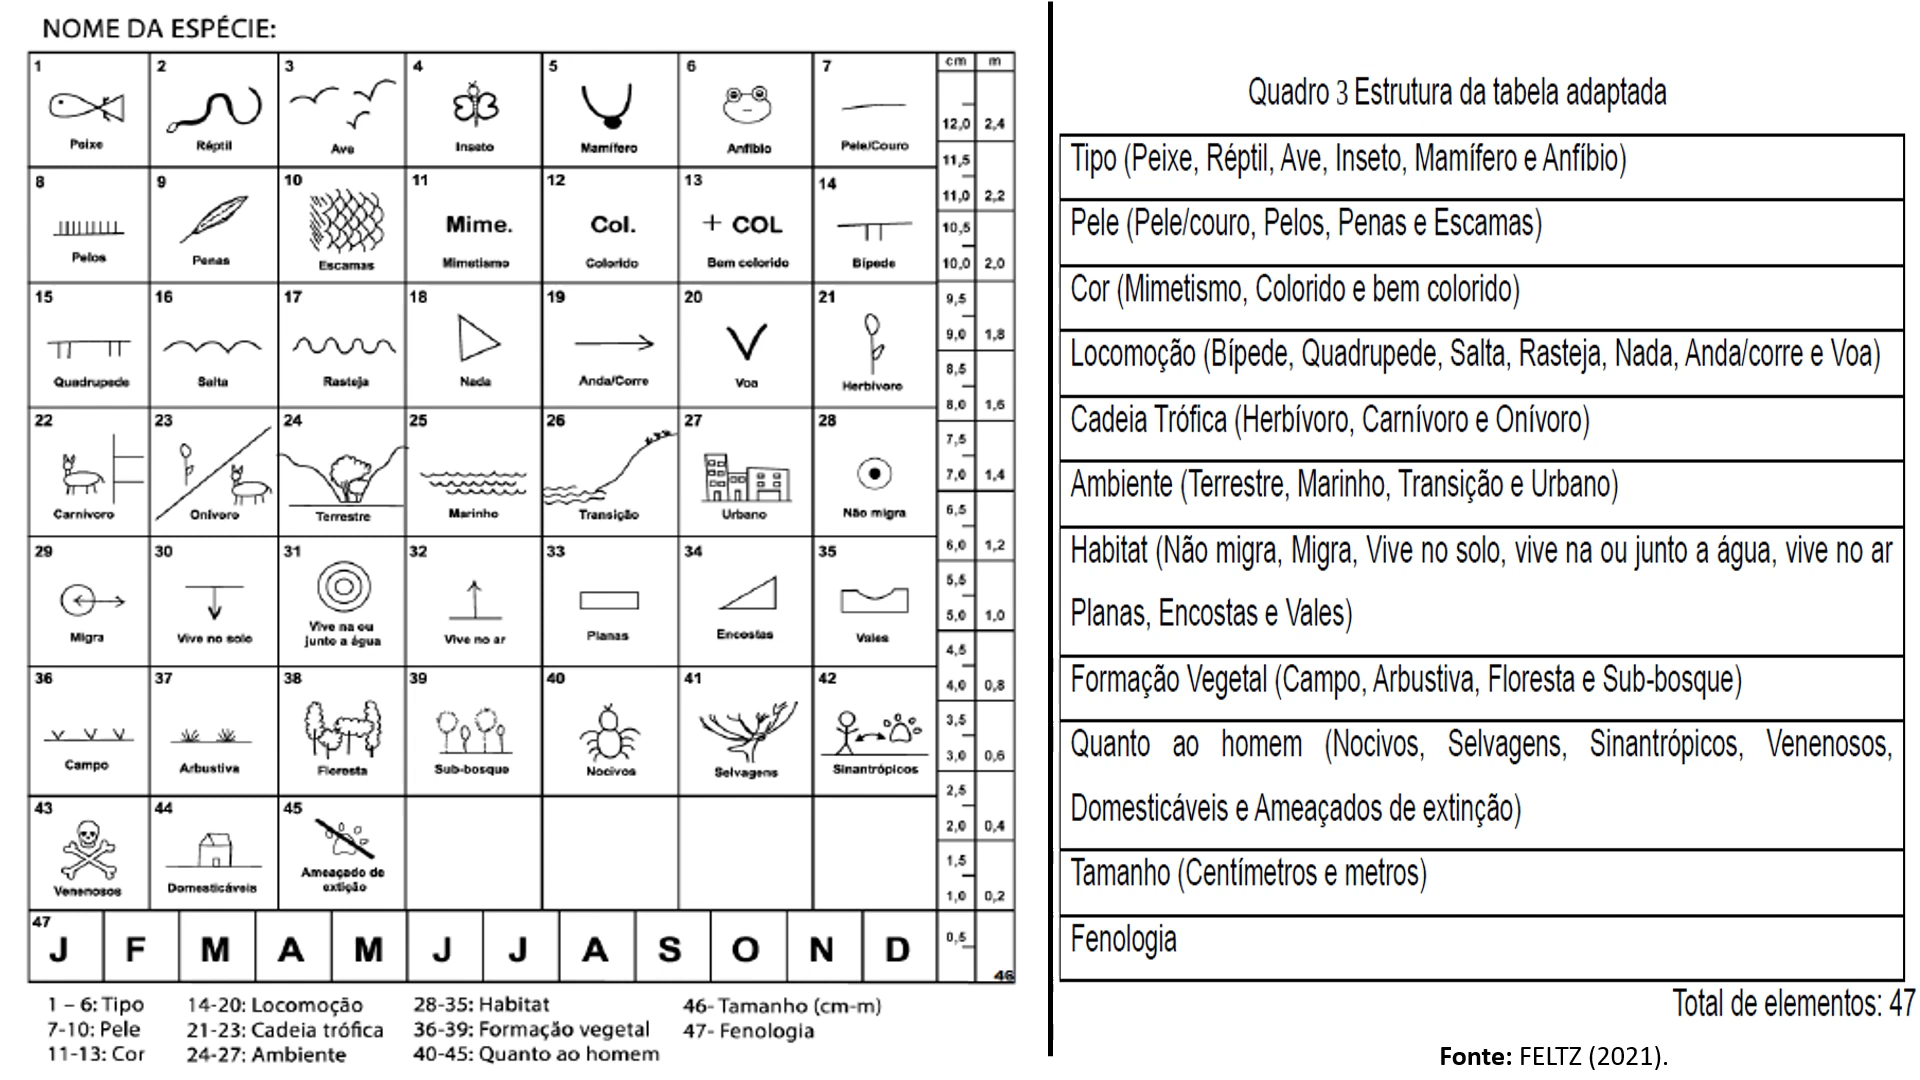 NOME DA ESPÉCIE:
1 2 3 4 5 6 7 cm m
Peixe Réptil Ave Inseto Mamífero Anfíbio Pele/Couro
12,0 2,4
11,5
8 9 10 11 12 13 14
Mime. Col. + COL
Pelos Penas Escamas Mimetismo Colorido Bem colorido Bípede
11,0 2,2
10,5
10,0 2,0
15 16 17 18 19 20 21
Quadrupede Salta Rasteja Nada Anda/Corre Voa Herbívoro
9,5
9,0 1,8
8,5
8,0 1,6
22 23 24 25 26 27 28
Carnívoro Onívoro Terrestre Marinho Transição Urbano Não migra
7,5
7,0 1,4
6,5
6,0 1,2
29 30 31 32 33 34 35
Migra Vive no solo Vive na ou junto a água Vive no ar Planas Encostas Vales
5,5
5,0 1,0
4,5
36 37 38 39 40 41 42
Campo Arbustiva Floresta Sub-bosque Nocivos Selvagens Sinantrópicos
4,0 0,8
3,5
3,0 0,6
2,5
43 44 45
Venenosos Domesticáveis Ameaçado de extição
2,0 0,4
1,5
1,0 0,2
47
J F M A M J J A S O N D
0,5
46
1 – 6: Tipo 14-20: Locomoção 28-35: Habitat 46- Tamanho (cm-m)
7-10: Pele 21-23: Cadeia trófica 36-39: Formação vegetal 47- Fenologia
11-13: Cor 24-27: Ambiente 40-45: Quanto ao homem
Quadro 3 Estrutura da tabela adaptada
Tipo (Peixe, Réptil, Ave, Inseto, Mamífero e Anfíbio)
Pele (Pele/couro, Pelos, Penas e Escamas)
Cor (Mimetismo, Colorido e bem colorido)
Locomoção (Bípede, Quadrupede, Salta, Rasteja, Nada, Anda/corre e Voa)
Cadeia Trófica (Herbívoro, Carnívoro e Onívoro)
Ambiente (Terrestre, Marinho, Transição e Urbano)
Habitat (Não migra, Migra, Vive no solo, vive na ou junto a água, vive no ar
Planas, Encostas e Vales)
Formação Vegetal (Campo, Arbustiva, Floresta e Sub-bosque)
Quanto ao homem (Nocivos, Selvagens, Sinantrópicos, Venenosos,
Domesticáveis e Ameaçados de extinção)
Tamanho (Centímetros e metros)
Fenologia
Total de elementos: 47
Fonte: FELTZ (2021).